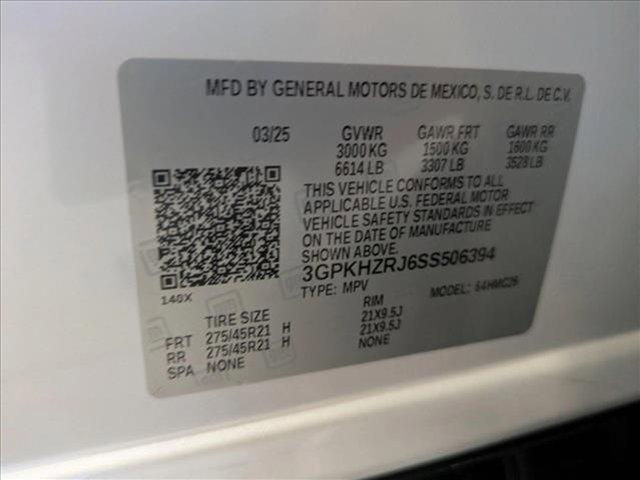 MFD BY GENERAL MOTORS DE MEXICO, S. DE R.L. DE C.V.
03/25 GVWR GAWR FRT GAWR RR
3000 KG 1500 KG 1600 KG
6614 LB 3307 LB 3528 LB
THIS VEHICLE CONFORMS TO ALL
APPLICABLE U.S. FEDERAL MOTOR
VEHICLE SAFETY STANDARDS IN EFFECT
ON DATE OF MANUFACTURE
3GPKHZRJ6SS506394
TYPE: MPV MODEL: 64HMC26
140X
TIRE SIZE RIM
FRT 275/45R21 H 21X9.5J
RR 275/45R21 H 21X9.5J
SPA NONE NONE